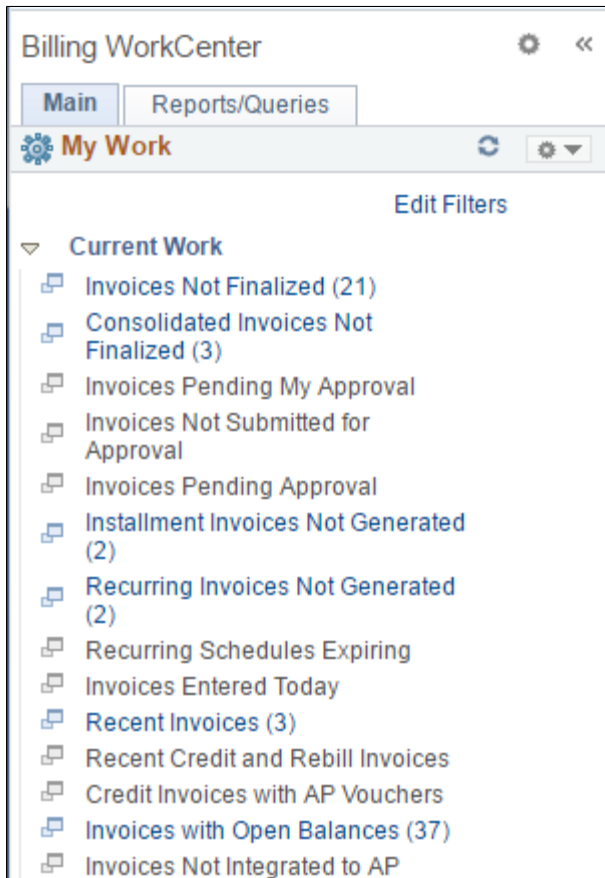 Billing WorkCenter
Main
Reports/Queries
My Work
Edit Filters
Current Work
Invoices Not Finalized (21)
Consolidated Invoices Not
Finalized (3)
Invoices Pending My Approval
Invoices Not Submitted for
Approval
Invoices Pending Approval
Installment Invoices Not Generated
(2)
Recurring Invoices Not Generated
(2)
Recurring Schedules Expiring
Invoices Entered Today
Recent Invoices (3)
Recent Credit and Rebill Invoices
Credit Invoices with AP Vouchers
Invoices with Open Balances (37)
Invoices Not Integrated to AP